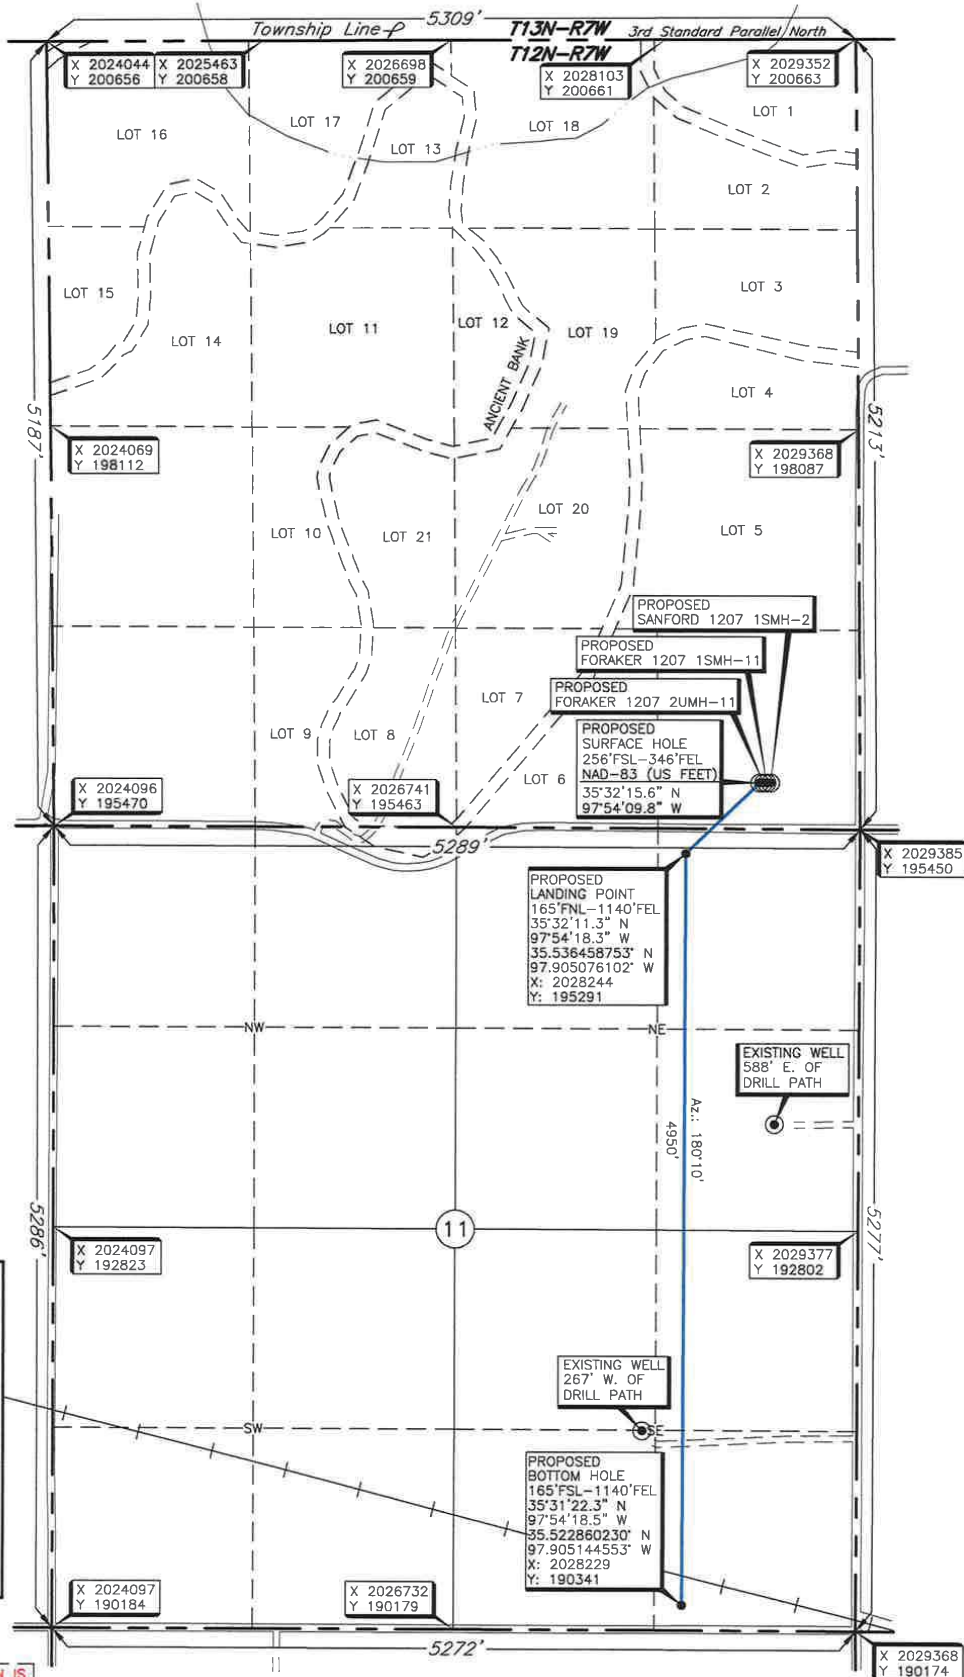 5309'
Township Line
T13N-R7W
3rd Standard Parallel North
T12N-R7W
X 2024044
Y 200656
X 2025463
Y 200658
X 2026698
Y 200659
X 2028103
Y 200661
X 2029352
Y 200663
LOT 1
LOT 16
LOT 17
LOT 13
LOT 18
LOT 2
LOT 15
LOT 14
LOT 11
LOT 12
LOT 19
LOT 3
ANCIENT BANK
LOT 4
5187'
5213'
X 2024069
Y 198112
X 2029368
Y 198087
LOT 10
LOT 21
LOT 20
LOT 5
PROPOSED
SANFORD 1207 1SMH-2
PROPOSED
FORAKER 1207 1SMH-11
PROPOSED
FORAKER 1207 2UMH-11
LOT 9
LOT 8
LOT 7
LOT 6
PROPOSED
SURFACE HOLE
256'FSL-346'FEL
NAD-83 (US FEET)
35°32'15.6" N
97°54'09.8" W
X 2024096
Y 195470
X 2026741
Y 195463
5289'
X 2029385
Y 195450
PROPOSED
LANDING POINT
165'FNL-1140'FEL
35°32'11.3" N
97°54'18.3" W
35.536458753° N
97.905076102° W
X: 2028244
Y: 195291
NW
NE
EXISTING WELL
588' E. OF
DRILL PATH
Az.: 180°10'
4950'
5286'
11
5277'
X 2024097
Y 192823
X 2029377
Y 192802
EXISTING WELL
267' W. OF
DRILL PATH
SW
SE
PROPOSED
BOTTOM HOLE
165'FSL-1140'FEL
35°31'22.3" N
97°54'18.5" W
35.522860230° N
97.905144553° W
X: 2028229
Y: 190341
X 2024097
Y 190184
X 2026732
Y 190179
5272'
X 2029368
Y 190174
N IS